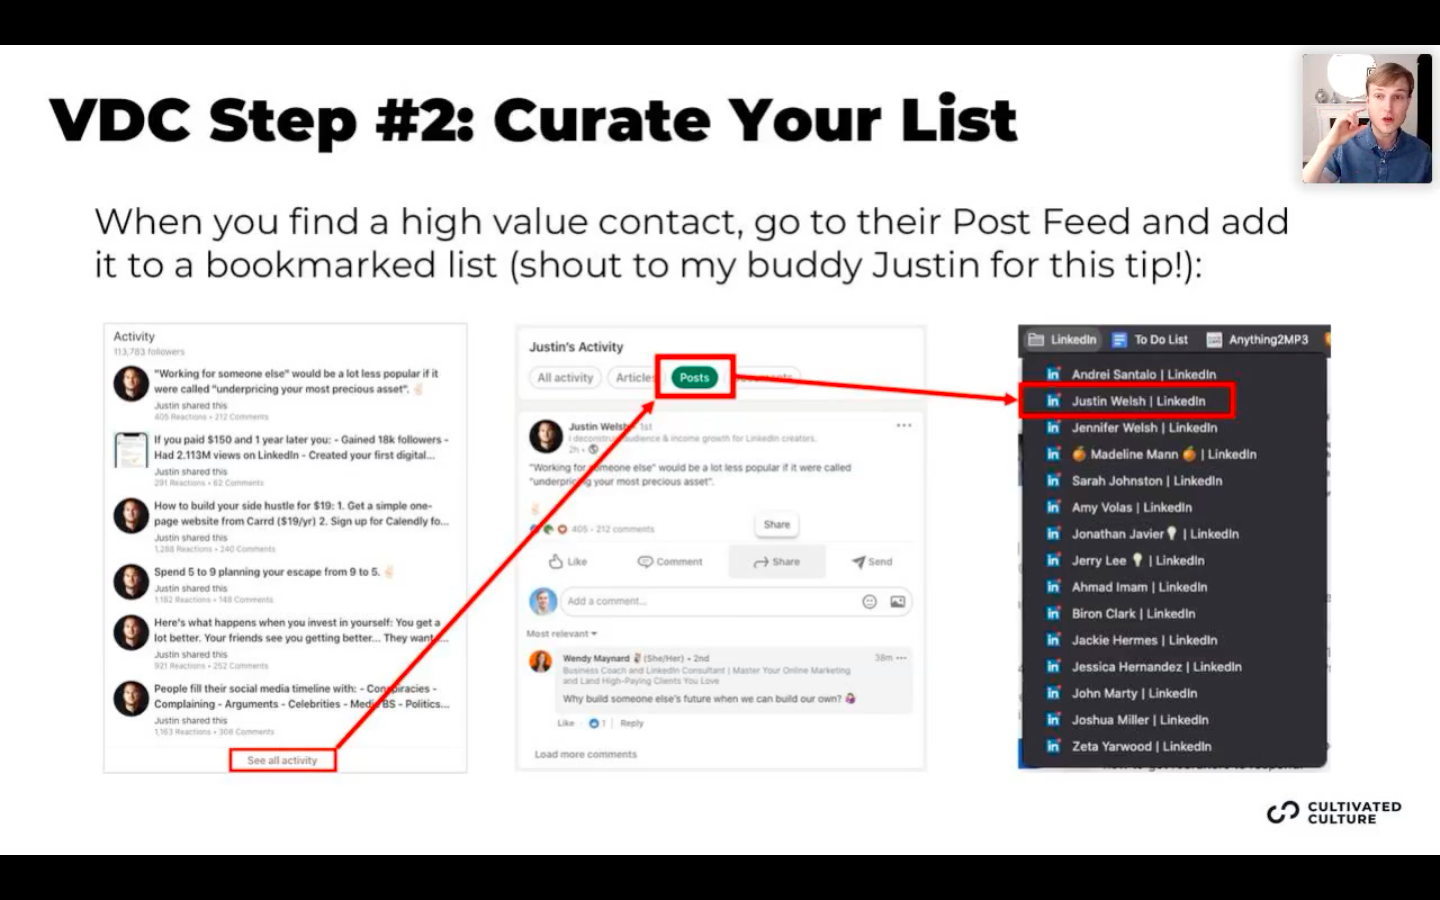 VDC Step #2: Curate Your List
When you find a high value contact, go to their Post Feed and add
it to a bookmarked list (shout to my buddy Justin for this tip!):
Activity
113,783 followers
"Working for someone else" would be a lot less popular if it
were called "underpricing your most precious asset".
Justin shared this
405 Reactions • 212 Comments
If you paid $150 and 1 year later you: - Gained 18k followers -
Had 2.113M views on LinkedIn - Created your first digital...
Justin shared this
291 Reactions • 62 Comments
How to build your side hustle for $19: 1. Get a simple one-
page website from Carrd ($19/yr) 2. Sign up for Calendly fo...
Justin shared this
1,288 Reactions • 240 Comments
Spend 5 to 9 planning your escape from 9 to 5.
Justin shared this
1,182 Reactions • 148 Comments
Here's what happens when you invest in yourself: You get a
lot better. Your friends see you getting better... They want...
Justin shared this
921 Reactions • 252 Comments
People fill their social media timeline with: - Conspiracies -
Complaining - Arguments - Celebrities - Media BS - Politics...
Justin shared this
1,163 Reactions • 308 Comments
See all activity
Justin's Activity
All activity
Articles
Posts
Justin Welsh 1st
I deconstruct audience & income growth for LinkedIn creators.
2h •
"Working for someone else" would be a lot less popular if it were called
"underpricing your most precious asset".
405 • 212 comments
Share
Like
Comment
Share
Send
Add a comment...
Most relevant
Wendy Maynard (She/Her) • 2nd
38m
Business Coach and LinkedIn Consultant | Master Your Online Marketing
and Land High-Paying Clients You Love
Why build someone else's future when we can build our own?
Like · 1 | Reply
Load more comments
LinkedIn
To Do List
Anything2MP3
Andrei Santalo | LinkedIn
Justin Welsh | LinkedIn
Jennifer Welsh | LinkedIn
🍊 Madeline Mann 🍊 | LinkedIn
Sarah Johnston | LinkedIn
Amy Volas | LinkedIn
Jonathan Javier💡 | LinkedIn
Jerry Lee 💡 | LinkedIn
Ahmad Imam | LinkedIn
Biron Clark | LinkedIn
Jackie Hermes | LinkedIn
Jessica Hernandez | LinkedIn
John Marty | LinkedIn
Joshua Miller | LinkedIn
Zeta Yarwood | LinkedIn
CULTIVATED
CULTURE